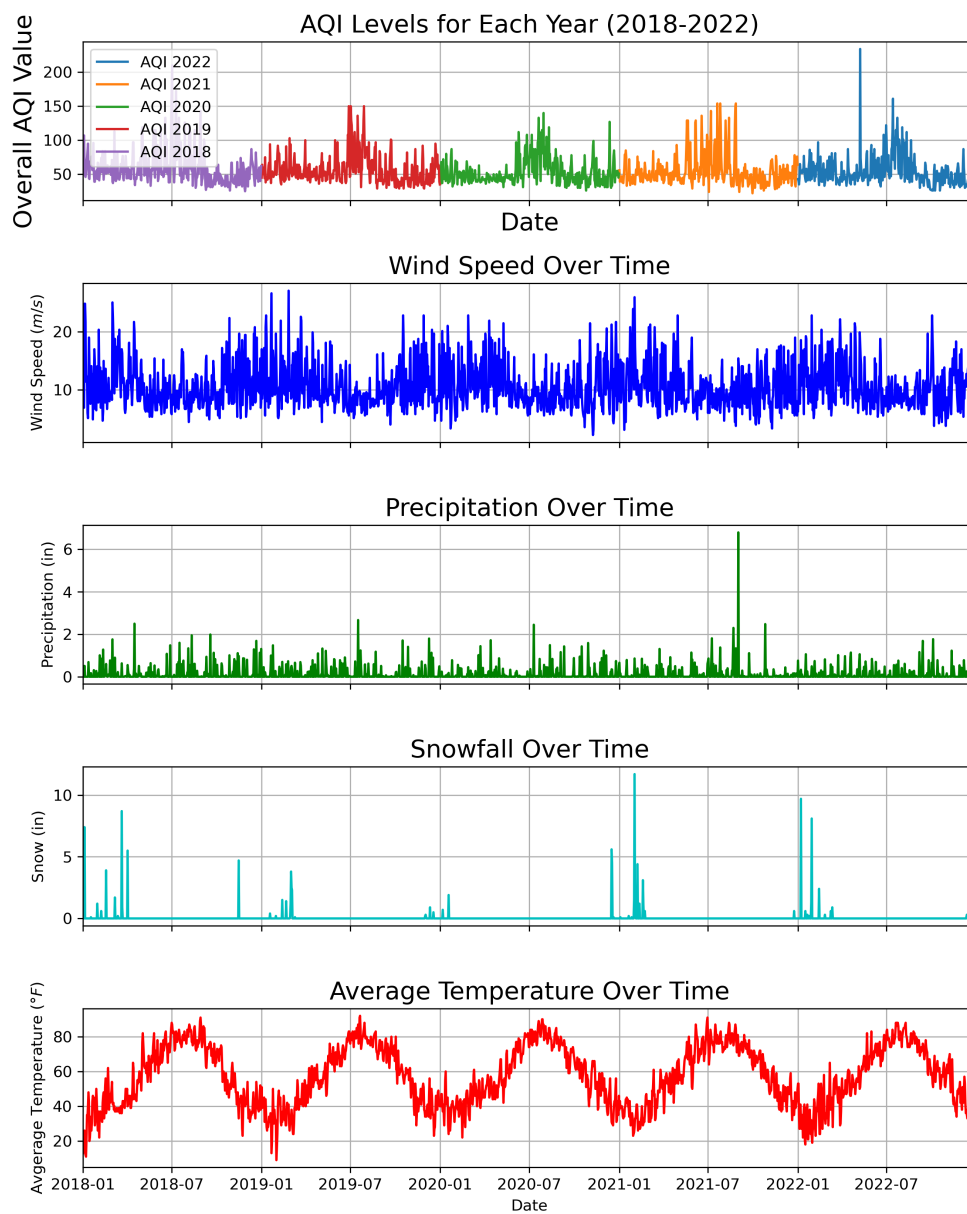 AQI Levels for Each Year (2018-2022)
Overall AQI Value
200
150
100
50
AQI 2022
AQI 2021
AQI 2020
AQI 2019
AQI 2018
Date
Wind Speed Over Time
Wind Speed (m/s)
20
10
Precipitation Over Time
Precipitation (in)
6
4
2
0
Snowfall Over Time
Snow (in)
10
5
0
Average Temperature Over Time
Avgerage Temperature (°F)
80
60
40
20
2018-01 2018-07 2019-01 2019-07 2020-01 2020-07 2021-01 2021-07 2022-01 2022-07
Date